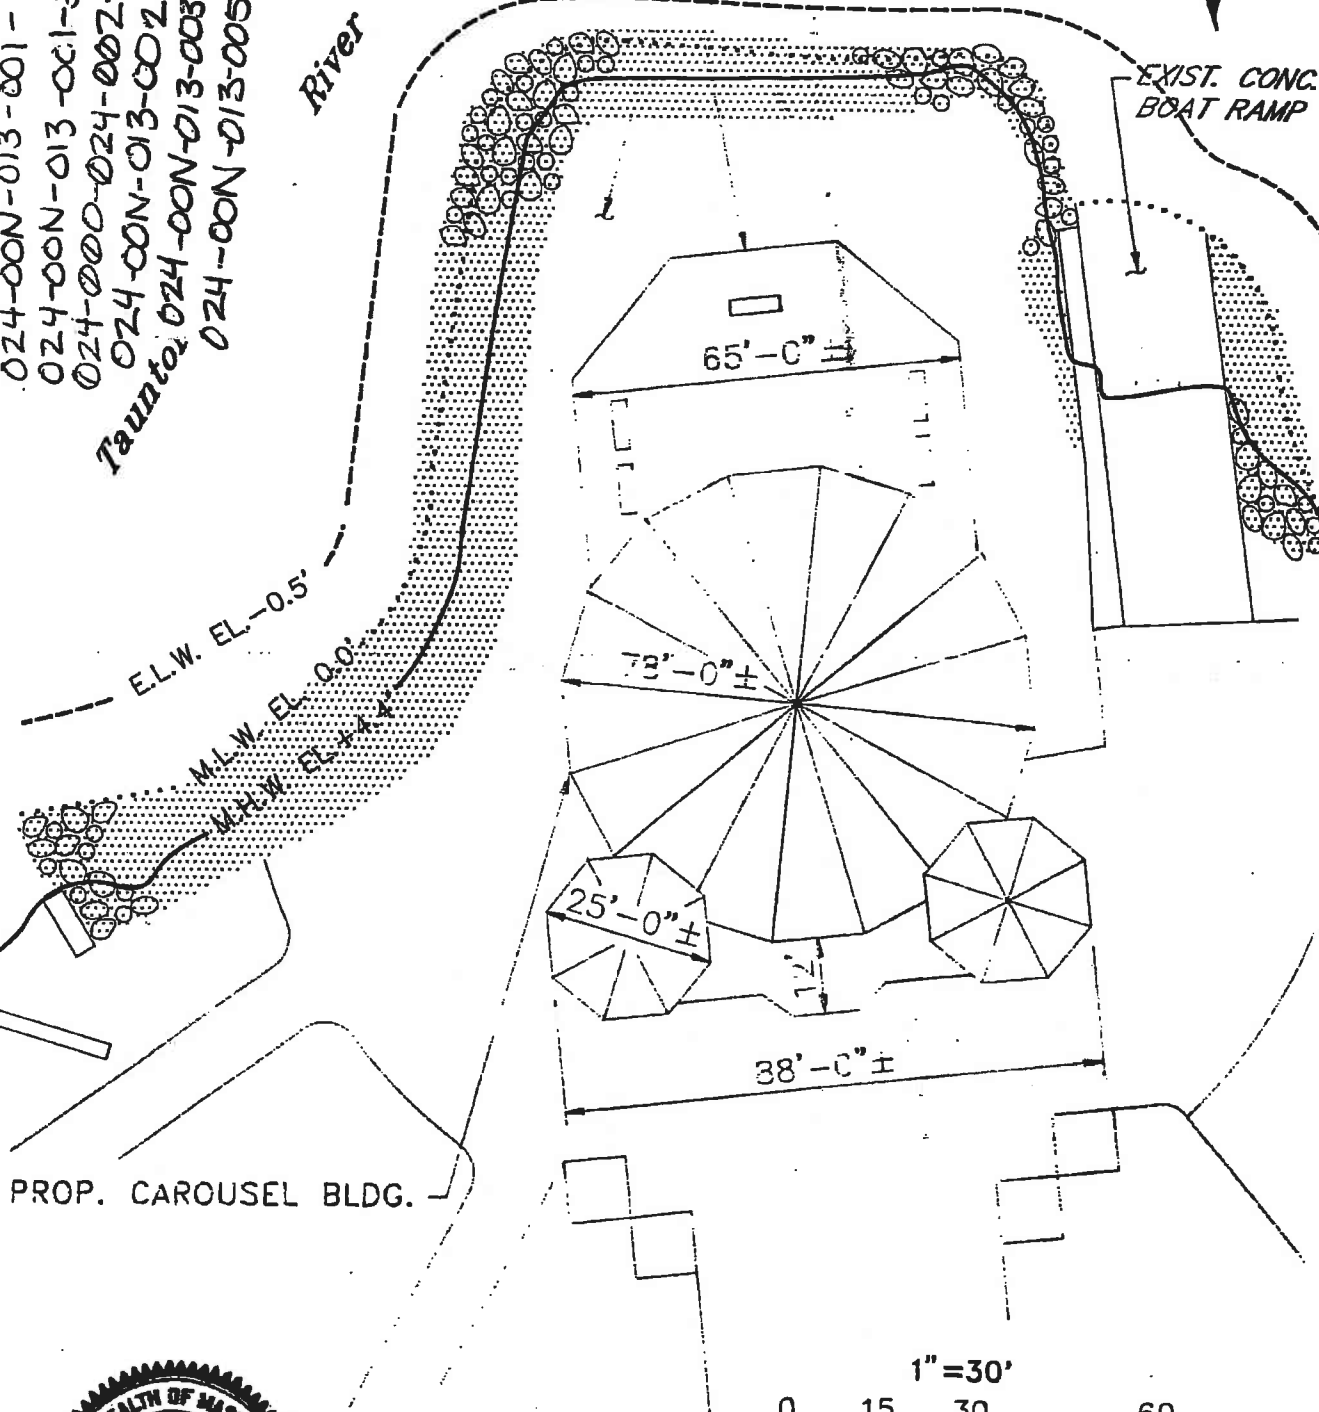 024-00N-013-001-
024-00N-013-001-
024-000-024-002
024-00N-013-002
024-00N-013-003
024-00N-013-005
Taunton River
EXIST. CONC.
BOAT RAMP
65'-0"±
78'-0"±
E.L.W. EL.-0.5'
M.L.W. EL. 0.0'
M.H.W. EL.+4.4'
25'-0"±
12'
38'-0"±
PROP. CAROUSEL BLDG.
1"=30'
0 15 30 60
EALTH OF MAS